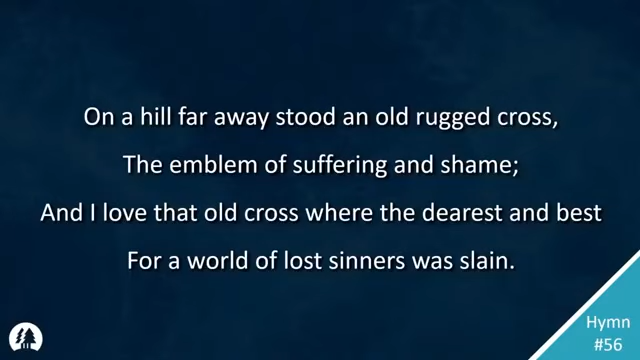 On a hill far away stood an old rugged cross,
The emblem of suffering and shame;
And I love that old cross where the dearest and best
For a world of lost sinners was slain.
Hymn
#56